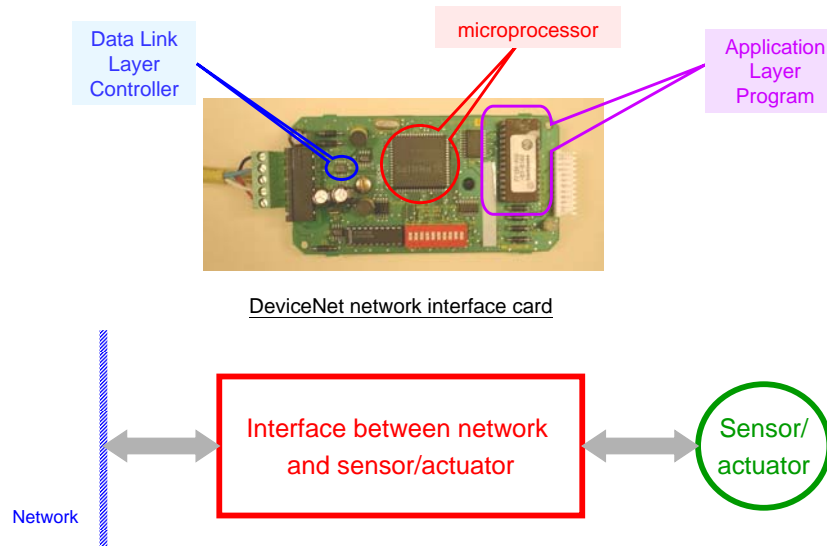 Data Link
Layer
Controller
microprocessor
Application
Layer
Program
DeviceNet network interface card
Interface between network
and sensor/actuator
Sensor/
actuator
Network